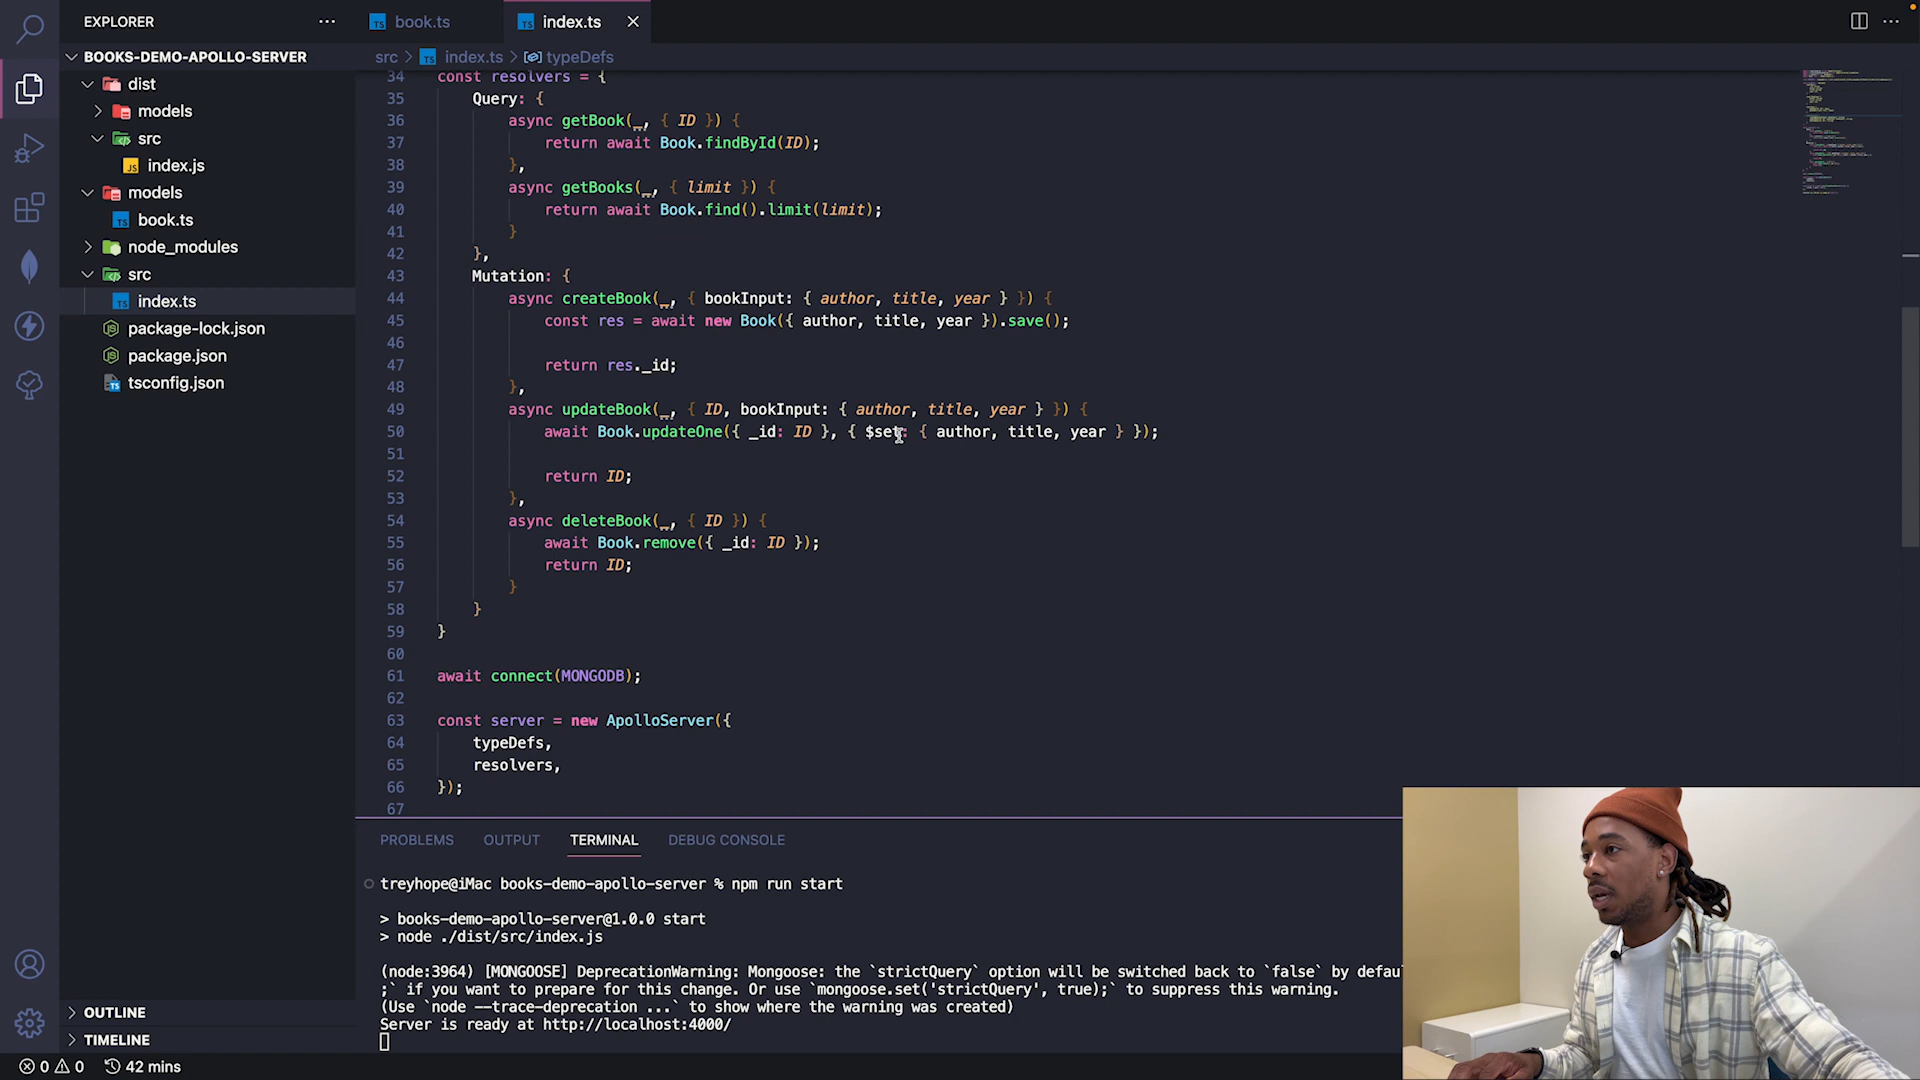 EXPLORER
BOOKS-DEMO-APOLLO-SERVER
dist
models
src
index.js
models
book.ts
node_modules
src
index.ts
package-lock.json
package.json
tsconfig.json
OUTLINE
TIMELINE
0 0 42 mins
book.ts index.ts
src > index.ts > typeDefs
34 const resolvers = {
35 Query: {
36 async getBook(_, { ID }) {
37 return await Book.findById(ID);
38 },
39 async getBooks(_, { limit }) {
40 return await Book.find().limit(limit);
41 }
42 },
43 Mutation: {
44 async createBook(_, { bookInput: { author, title, year } }) {
45 const res = await new Book({ author, title, year }).save();
46
47 return res._id;
48 },
49 async updateBook(_, { ID, bookInput: { author, title, year } }) {
50 await Book.updateOne({ _id: ID }, { $set: { author, title, year } });
51
52 return ID;
53 },
54 async deleteBook(_, { ID }) {
55 await Book.remove({ _id: ID });
56 return ID;
57 }
58 }
59 }
60
61 await connect(MONGODB);
62
63 const server = new ApolloServer({
64 typeDefs,
65 resolvers,
66 });
67
PROBLEMS OUTPUT TERMINAL DEBUG CONSOLE
treyhope@iMac books-demo-apollo-server % npm run start
> books-demo-apollo-server@1.0.0 start
> node ./dist/src/index.js
(node:3964) [MONGOOSE] DeprecationWarning: Mongoose: the `strictQuery` option will be switched back to `false` by defau
;` if you want to prepare for this change. Or use `mongoose.set('strictQuery', true);` to suppress this warning.
(Use `node --trace-deprecation ...` to show where the warning was created)
Server is ready at http://localhost:4000/